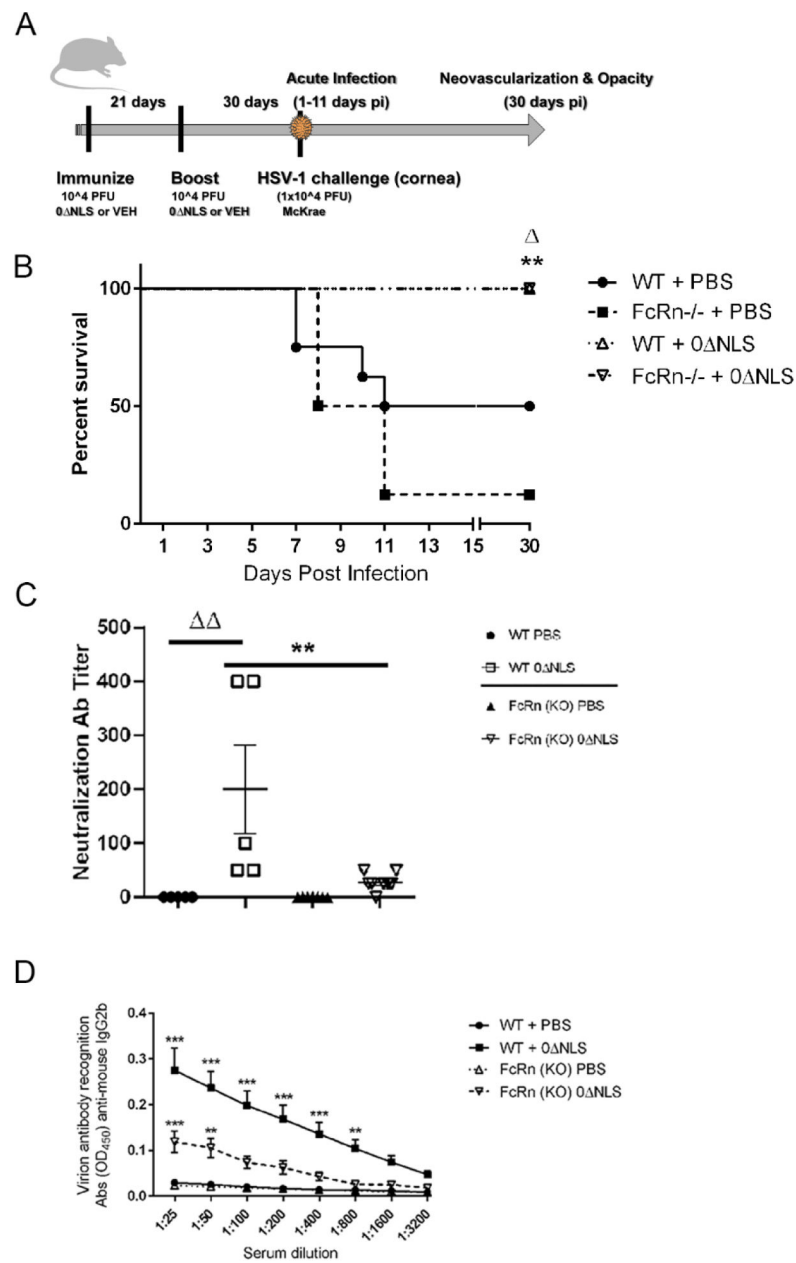 A
21 days
30 days
Acute Infection
(1-11 days pi)
Neovascularization & Opacity
(30 days pi)
Immunize
10^4 PFU
0ΔNLS or VEH
Boost
10^4 PFU
0ΔNLS or VEH
HSV-1 challenge (cornea)
(1x10^4 PFU)
McKrae
B
Δ
**
100
50
0
Percent survival
1 3 5 7 9 11 13 15 30
Days Post Infection
WT + PBS
FcRn-/- + PBS
WT + 0ΔNLS
FcRn-/- + 0ΔNLS
C
ΔΔ
**
500
400
300
200
100
0
Neutralization Ab Titer
WT PBS
WT 0ΔNLS
FcRn (KO) PBS
FcRn (KO) 0ΔNLS
D
Virion antibody recognition
Abs (OD450) anti-mouse IgG2b
0.4
0.3
0.2
0.1
0.0
*** *** *** *** *** **
*** **
1:25 1:50 1:100 1:200 1:400 1:800 1:1600 1:3200
Serum dilution
WT + PBS
WT + 0ΔNLS
FcRn (KO) PBS
FcRn (KO) 0ΔNLS